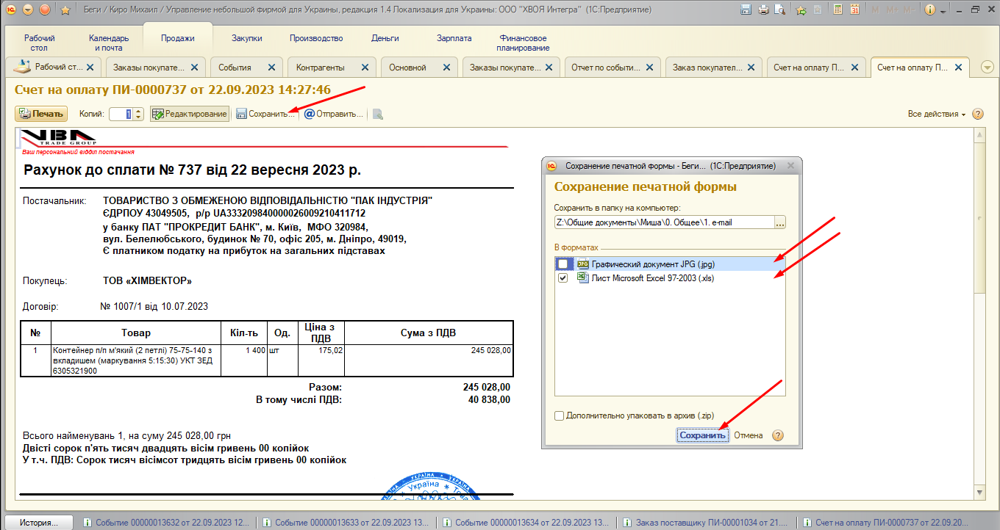 Беги / Киро Михаил / Управление небольшой фирмой для Украины, редакция 1.4 Локализация для Украины: ООО "ХВОЯ Интегра" (1С:Предприятие)
M M+ M-
Рабочий стол
Календарь и почта
Продажи
Закупки
Производство
Деньги
Зарплата
Финансовое планирование
Рабочий ст...
Заказы покупате...
События
Контрагенты
Основной
Заказы покупате...
Отчет по событи...
Заказ покупател...
Счет на оплату П...
Счет на оплату П...
Счет на оплату ПИ-0000737 от 22.09.2023 14:27:46
Печать
Копий: 1
Редактирование
Сохранить...
Отправить...
Все действия
VBA
TRADE GROUP
Ваш персональний відділ постачання
Рахунок до сплати № 737 від 22 вересня 2023 р.
Постачальник: ТОВАРИСТВО З ОБМЕЖЕНОЮ ВІДПОВІДАЛЬНІСТЮ "ПАК ІНДУСТРІЯ"
ЄДРПОУ 43049505, р/р UA333209840000026009210411712
у банку ПАТ "ПРОКРЕДИТ БАНК", м. Київ, МФО 320984,
вул. Белелюбського, будинок № 70, офіс 205, м. Дніпро, 49019,
Є платником податку на прибуток на загальних підставах
Покупець: ТОВ «ХІМВЕКТОР»
Договір: № 1007/1 від 10.07.2023
№ Товар Кіл-ть Од. Ціна з ПДВ Сума з ПДВ
1 Контейнер п/п м'який (2 петлі) 75-75-140 з 1 400 шт 175,02 245 028,00
вкладишем (маркування 5:15:30) УКТ ЗЕД
6305321900
Разом: 245 028,00
В тому числі ПДВ: 40 838,00
Всього найменувань 1, на суму 245 028,00 грн
Двісті сорок п'ять тисяч двадцять вісім гривень 00 копійок
У т.ч. ПДВ: Сорок тисяч вісімсот тридцять вісім гривень 00 копійок
УКРАЇНА
Україна
Сохранение печатной формы - Беги... (1С:Предприятие)
Сохранение печатной формы
Сохранить в папку на компьютер:
Z:\Общие документы\Миша\0. Общее\1. e-mail
В форматах
Графический документ JPG (.jpg)
Лист Microsoft Excel 97-2003 (.xls)
Дополнительно упаковать в архив (.zip)
Сохранить
Отмена
История...
Событие 00000013632 от 22.09.2023 12...
Событие 00000013633 от 22.09.2023 13...
Событие 00000013634 от 22.09.2023 13...
Заказ поставщику ПИ-00001034 от 21....
Счет на оплату ПИ-0000737 от 22.09.20...